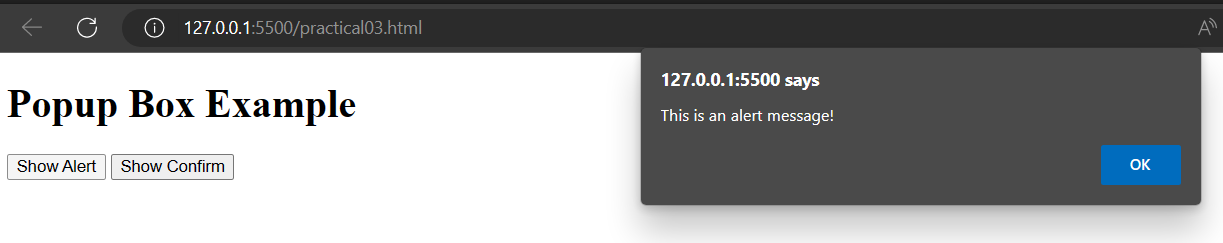 127.0.0.1:5500/practical03.html
127.0.0.1:5500 says
This is an alert message!
OK
Popup Box Example
Show Alert Show Confirm